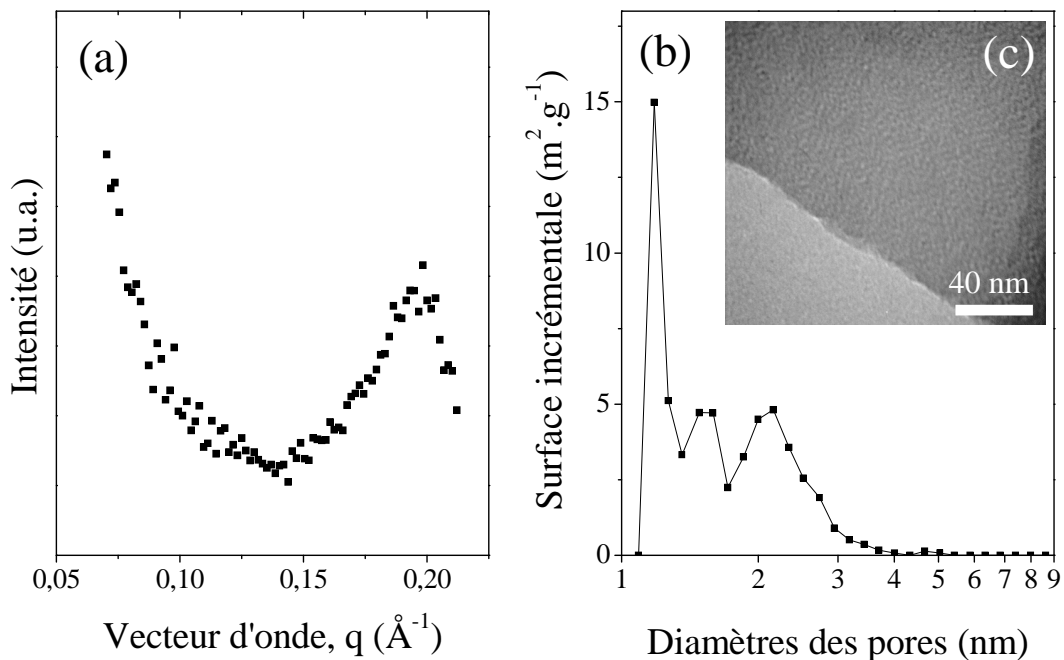 (a)
Intensité (u.a.)
0,05 0,10 0,15 0,20
Vecteur d'onde, q (Å⁻¹)
(b)
(c)
40 nm
Surface incrémentale (m².g⁻¹)
15
10
5
0
1 2 3 4 5 6 7 8 9
Diamètres des pores (nm)